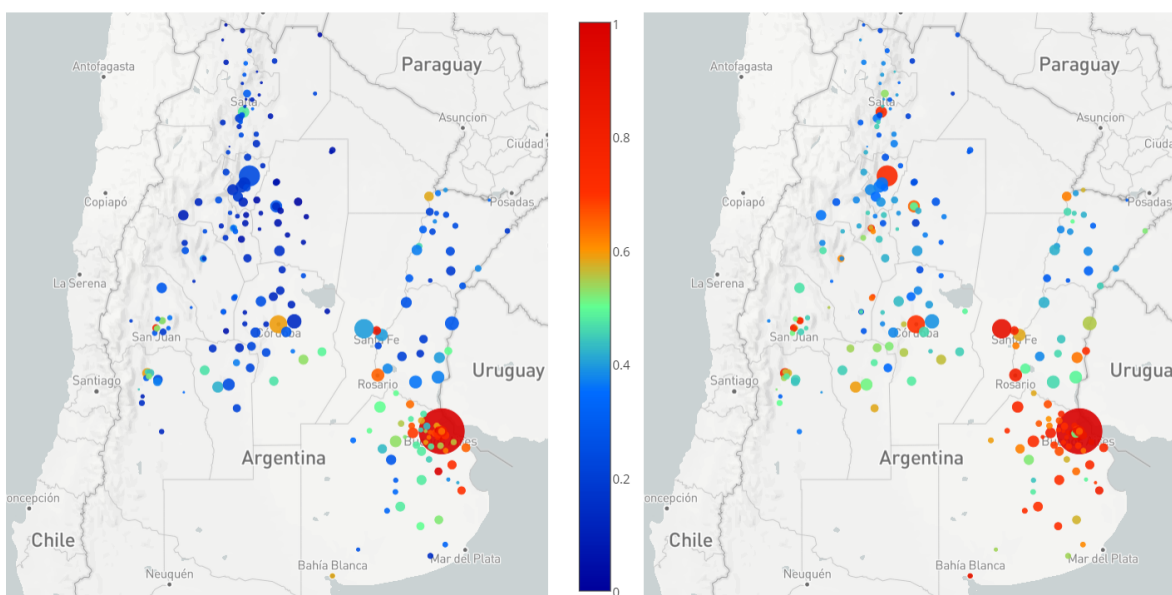 Antofagasta
Paraguay
Salta
Asuncion
Ciudad
Copiapó
Posadas
La Serena
San Juan
Córdoba
Santa Fe
Santiago
Rosario
Uruguay
Argentina
oncepción
Chile
Mar del Plata
Bahía Blanca
Neuquén
1
0.8
0.6
0.4
0.2
0
Antofagasta
Paraguay
Salta
Asuncion
Ciudad
Copiapó
Posadas
La Serena
San Juan
Córdoba
Santa Fe
Santiago
Rosario
Urugua
Argentina
Concepción
Chile
Mar del Plata
Bahía Blanca
Neuquén